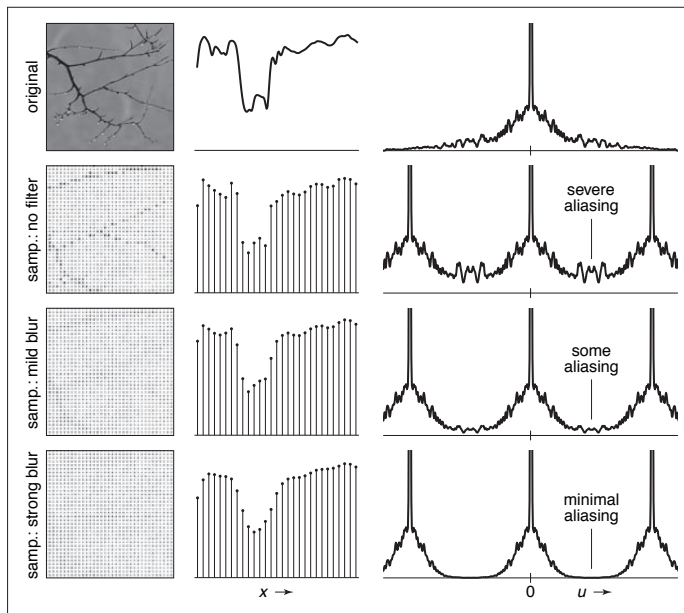 original
samp.: no filter
severe
aliasing
samp.: mild blur
some
aliasing
samp.: strong blur
minimal
aliasing
x →
0
u →